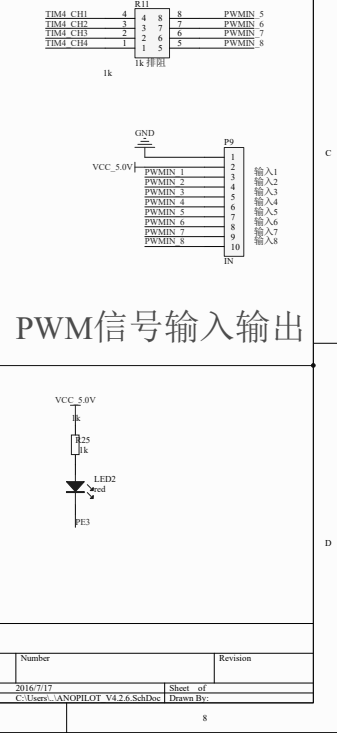 R11
TIM4_CH1 4 4 8 8 PWMIN_5
TIM4_CH2 3 3 7 7 PWMIN_6
TIM4_CH3 2 2 6 6 PWMIN_7
TIM4_CH4 1 1 5 5 PWMIN_8
1k 排阻
1k
GND
P9
C
1
VCC_5.0V 2
PWMIN_1 3 输入1
PWMIN_2 4 输入2
PWMIN_3 5 输入3
PWMIN_4 6 输入4
PWMIN_5 7 输入5
PWMIN_6 8 输入6
PWMIN_7 9 输入7
PWMIN_8 10 输入8
IN
PWM信号输入输出
VCC_5.0V
1k
R25
1k
LED2
red
PE3
D
Number Revision
2016/7/17 Sheet of
C:\Users\..\ANOPILOT_V4.2.6.SchDoc Drawn By:
8